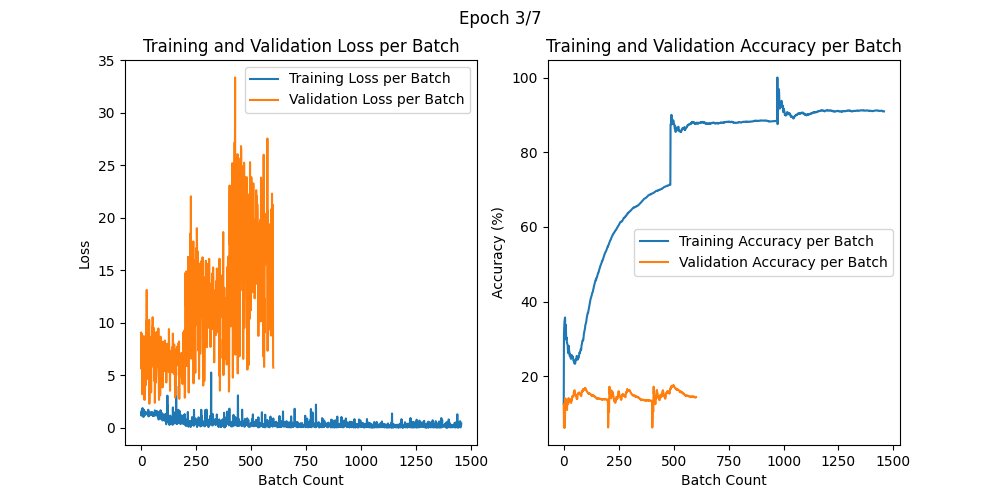 Epoch 3/7
Training and Validation Loss per Batch
35
30
25
20
15
10
5
0
Loss
Training Loss per Batch
Validation Loss per Batch
0 250 500 750 1000 1250 1500
Batch Count
Training and Validation Accuracy per Batch
100
80
60
40
20
Accuracy (%)
Training Accuracy per Batch
Validation Accuracy per Batch
0 250 500 750 1000 1250 1500
Batch Count